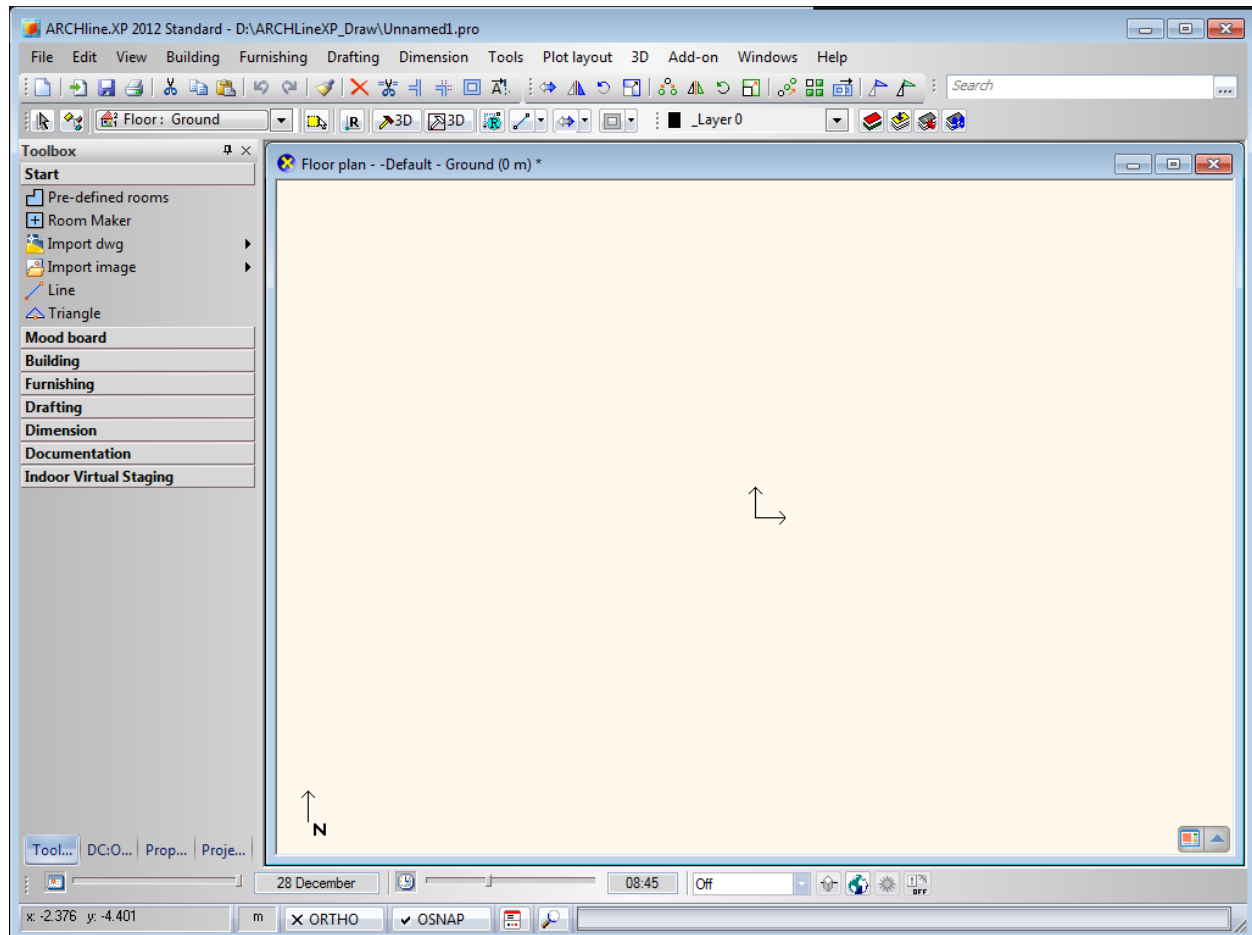 ARCHline.XP 2012 Standard - D:\ARCHLineXP_Draw\Unnamed1.pro
File Edit View Building Furnishing Drafting Dimension Tools Plot layout 3D Add-on Windows Help
Search
Floor: Ground R 3D 3D R _Layer 0
Toolbox
Floor plan - -Default - Ground (0 m) *
Start
Pre-defined rooms
Room Maker
Import dwg
Import image
Line
Triangle
Mood board
Building
Furnishing
Drafting
Dimension
Documentation
Indoor Virtual Staging
N
Tool... DC:O... Prop... Proje...
28 December 08:45 Off OFF
x: -2.376 y: -4.401 m ORTHO OSNAP